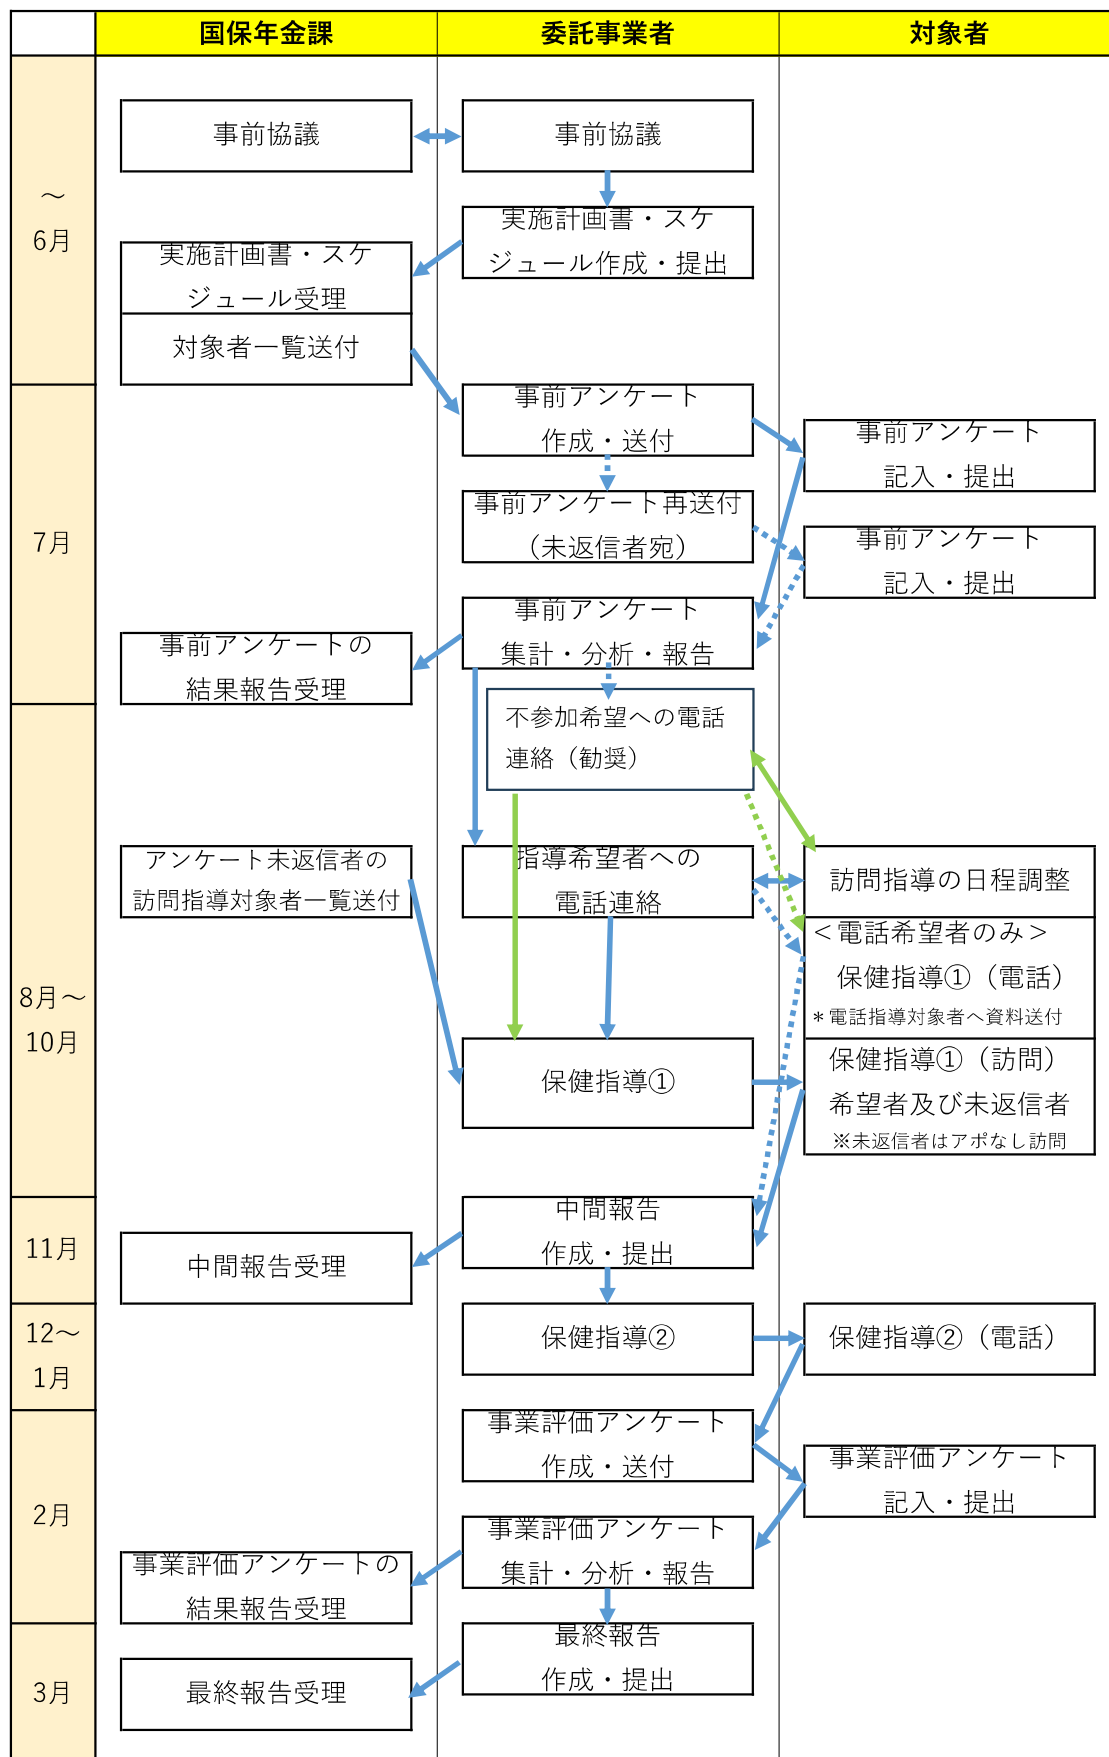 国保年金課
委託事業者
対象者
～
6月
事前協議
事前協議
実施計画書・スケ
ジュール作成・提出
実施計画書・スケ
ジュール受理
対象者一覧送付
7月
事前アンケート
作成・送付
事前アンケート
記入・提出
事前アンケート再送付
（未返信者宛）
事前アンケート
記入・提出
事前アンケート
集計・分析・報告
事前アンケートの
結果報告受理
8月～
10月
不参加希望への電話
連絡（勧奨）
アンケート未返信者の
訪問指導対象者一覧送付
指導希望者への
電話連絡
訪問指導の日程調整
＜電話希望者のみ＞
保健指導①（電話）
＊電話指導対象者へ資料送付
保健指導①
保健指導①（訪問）
希望者及び未返信者
※未返信者はアポなし訪問
11月
中間報告
作成・提出
中間報告受理
12～
1月
保健指導②
保健指導②（電話）
2月
事業評価アンケート
作成・送付
事業評価アンケート
記入・提出
事業評価アンケート
集計・分析・報告
事業評価アンケートの
結果報告受理
3月
最終報告
作成・提出
最終報告受理